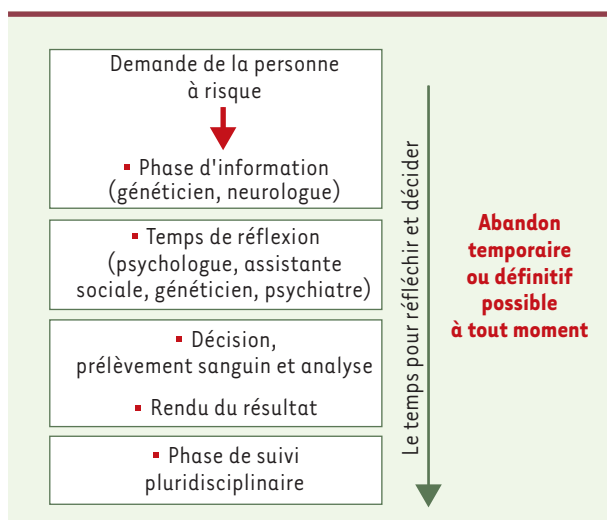 Demande de la personne
à risque
▪ Phase d'information
(généticien, neurologue)
▪ Temps de réflexion
(psychologue, assistante
sociale, généticien, psychiatre)
▪ Décision,
prélèvement sanguin et analyse
▪ Rendu du résultat
▪ Phase de suivi
pluridisciplinaire
Le temps pour réfléchir et décider
Abandon
temporaire
ou définitif
possible
à tout moment